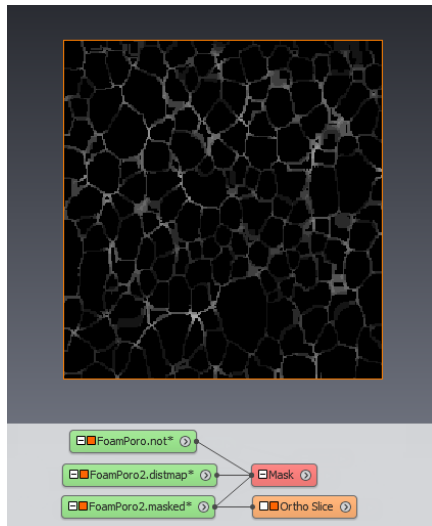 FoamPoro.not*
FoamPoro2.distmap*
Mask
FoamPoro2.masked*
Ortho Slice